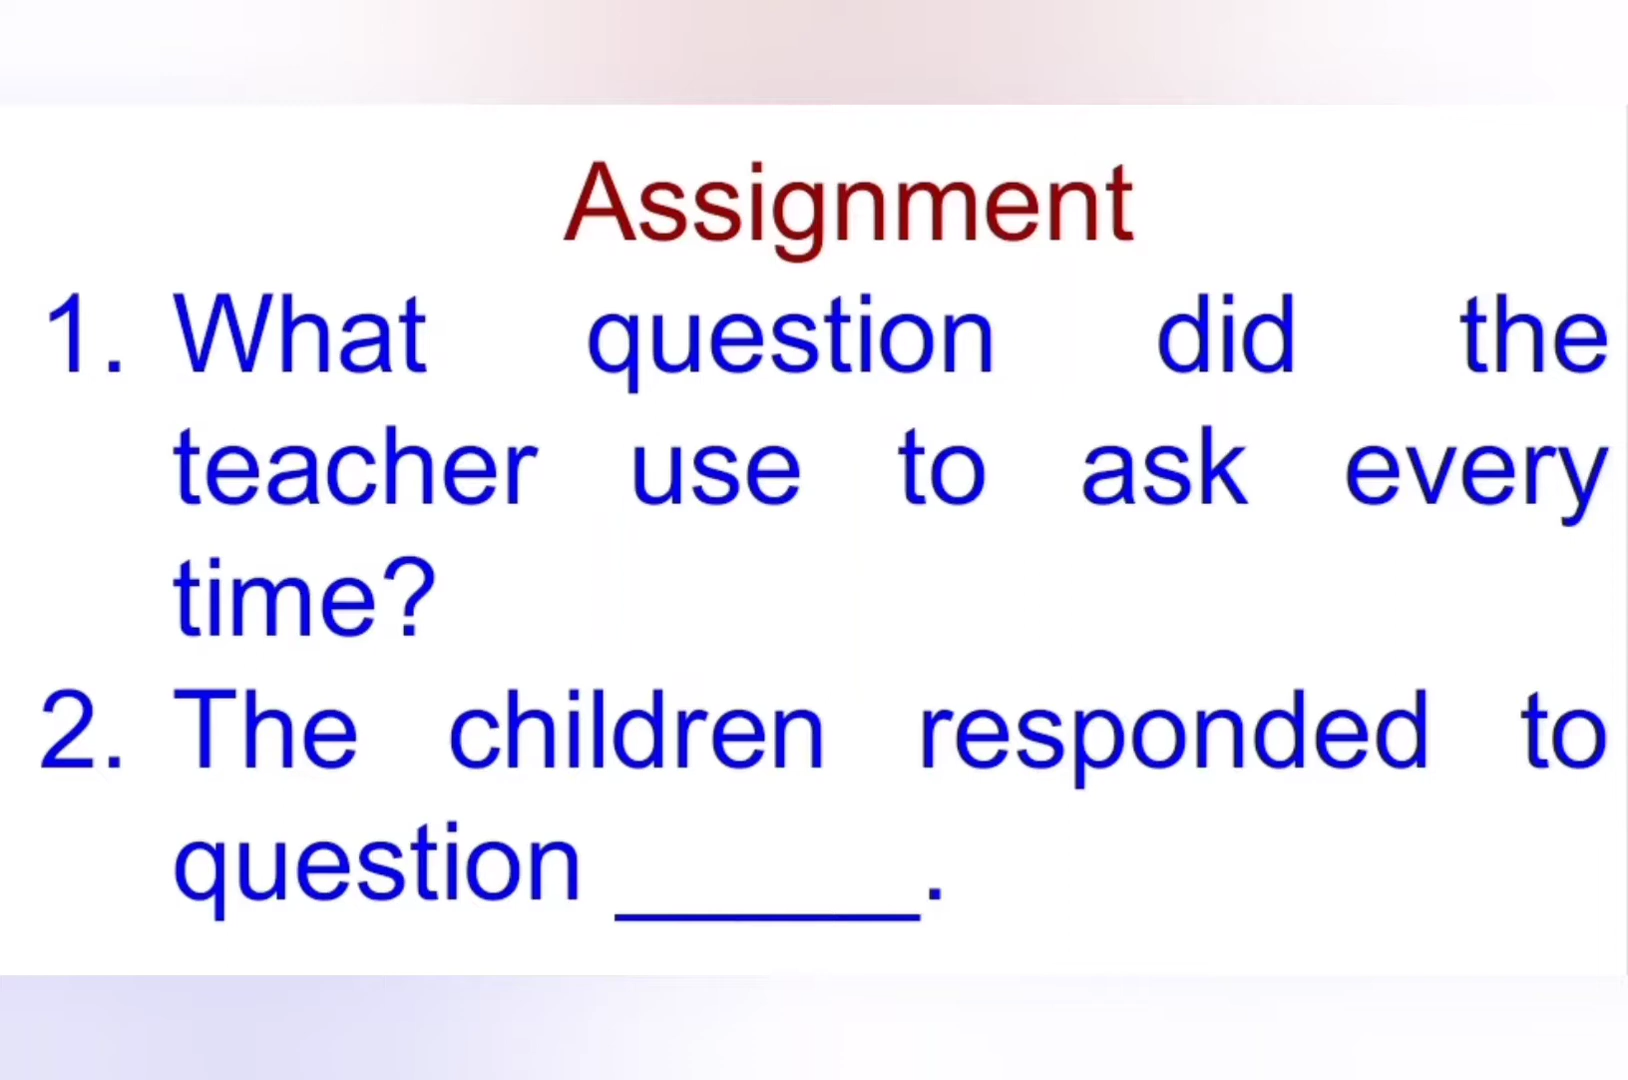 Assignment
1. What question did the
teacher use to ask every
time?
2. The children responded to
question ______.